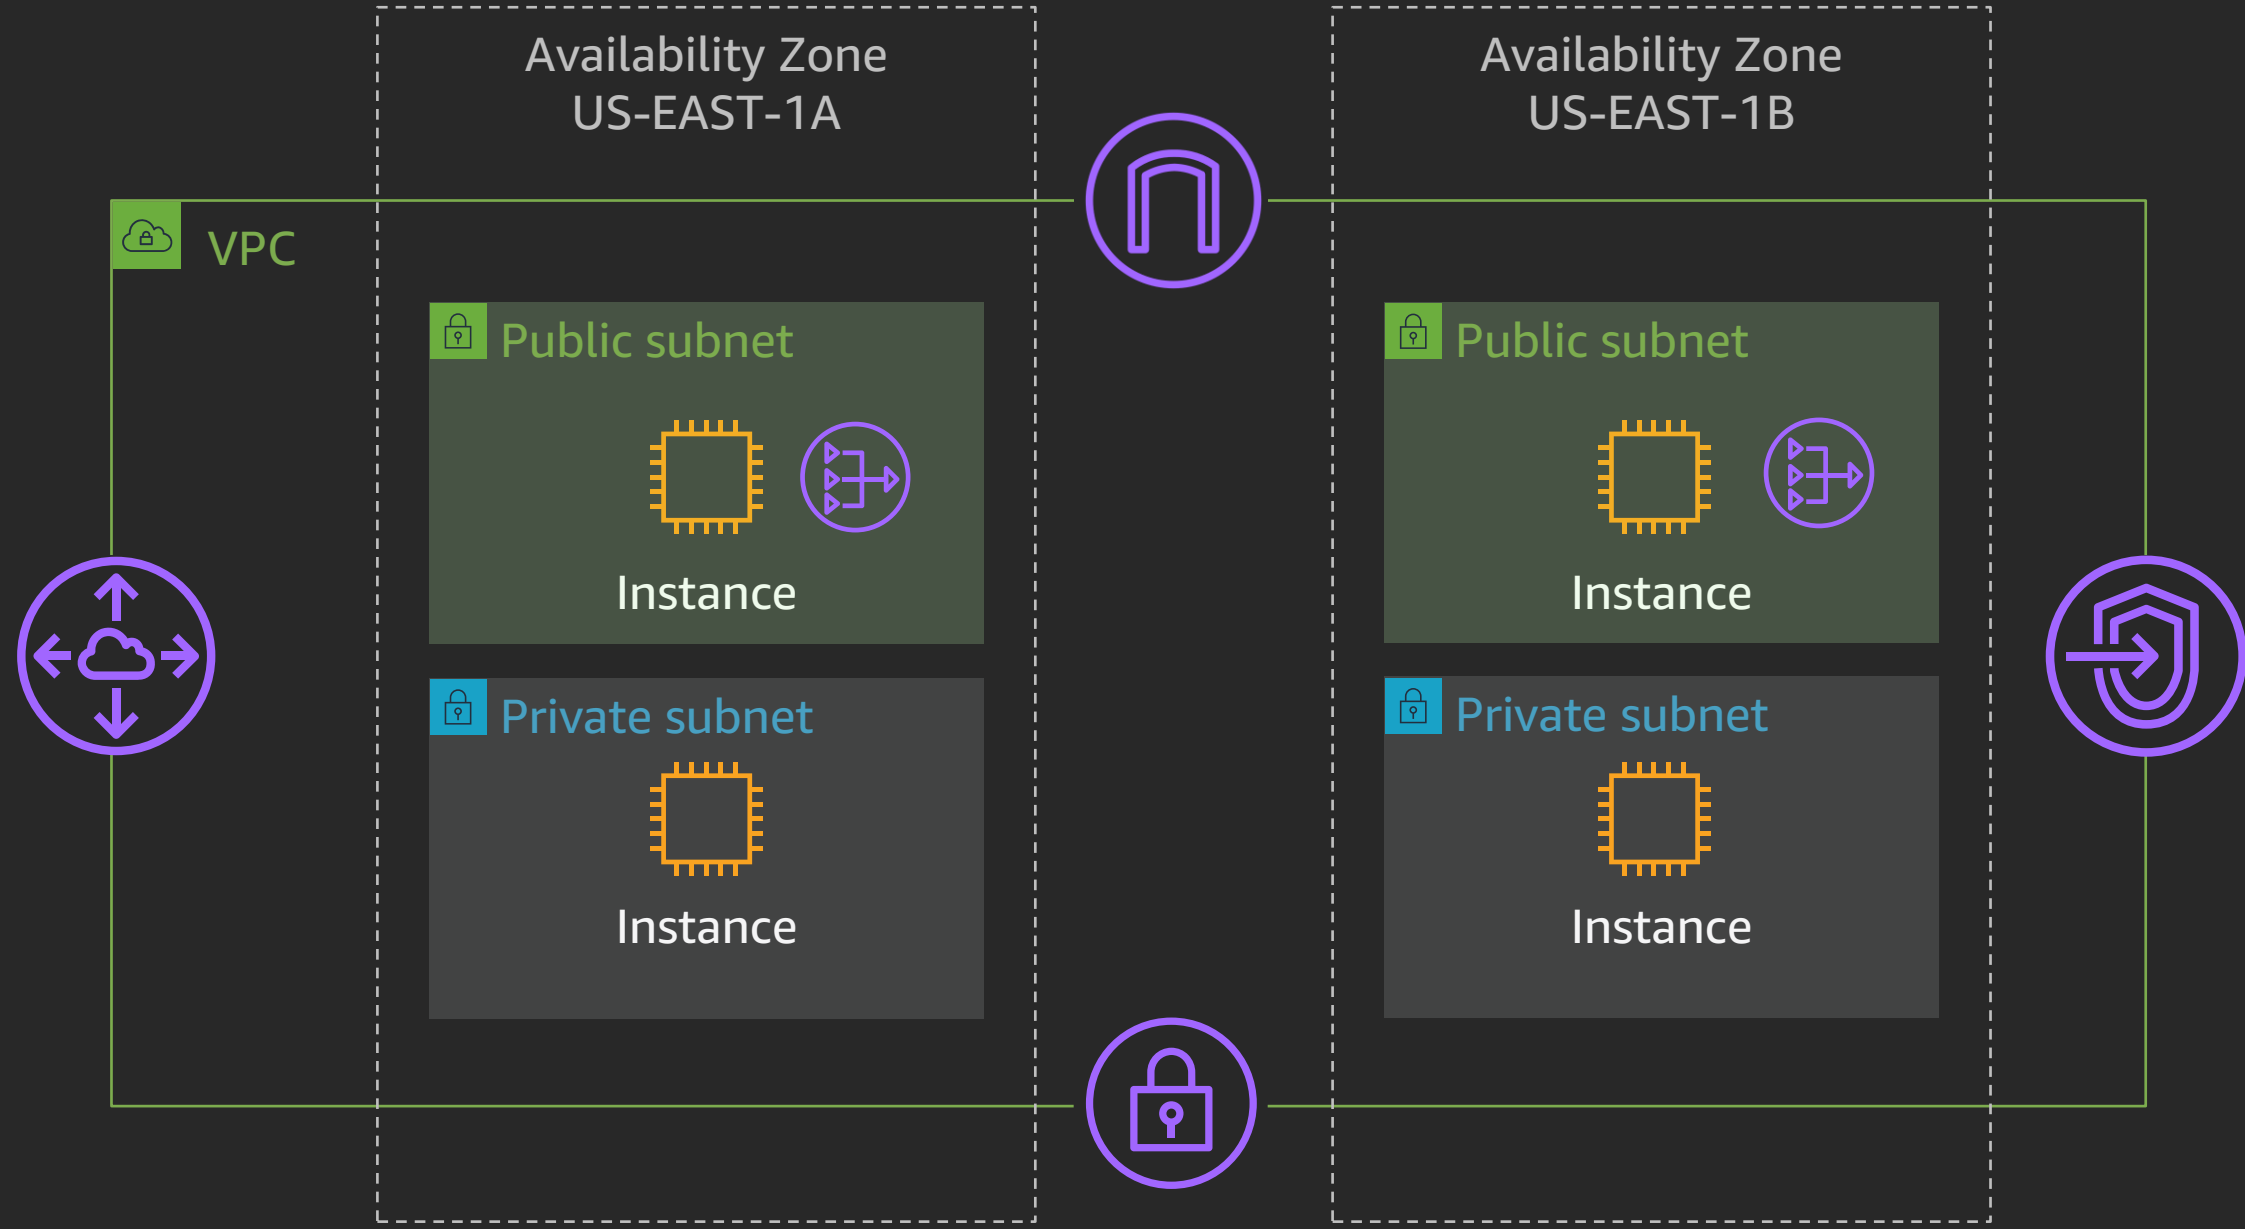 Availability Zone
US-EAST-1A
Availability Zone
US-EAST-1B
VPC
Public subnet
Instance
Public subnet
Instance
Private subnet
Instance
Private subnet
Instance